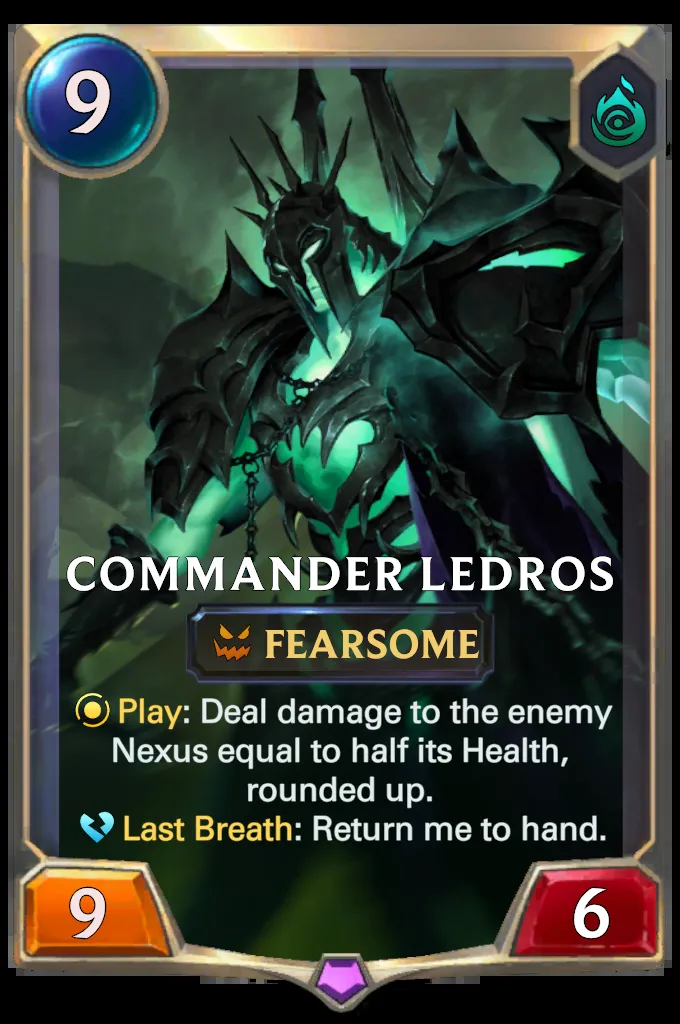 9
COMMANDER LEDROS
FEARSOME
Play: Deal damage to the enemy
Nexus equal to half its Health,
rounded up.
Last Breath: Return me to hand.
9
6